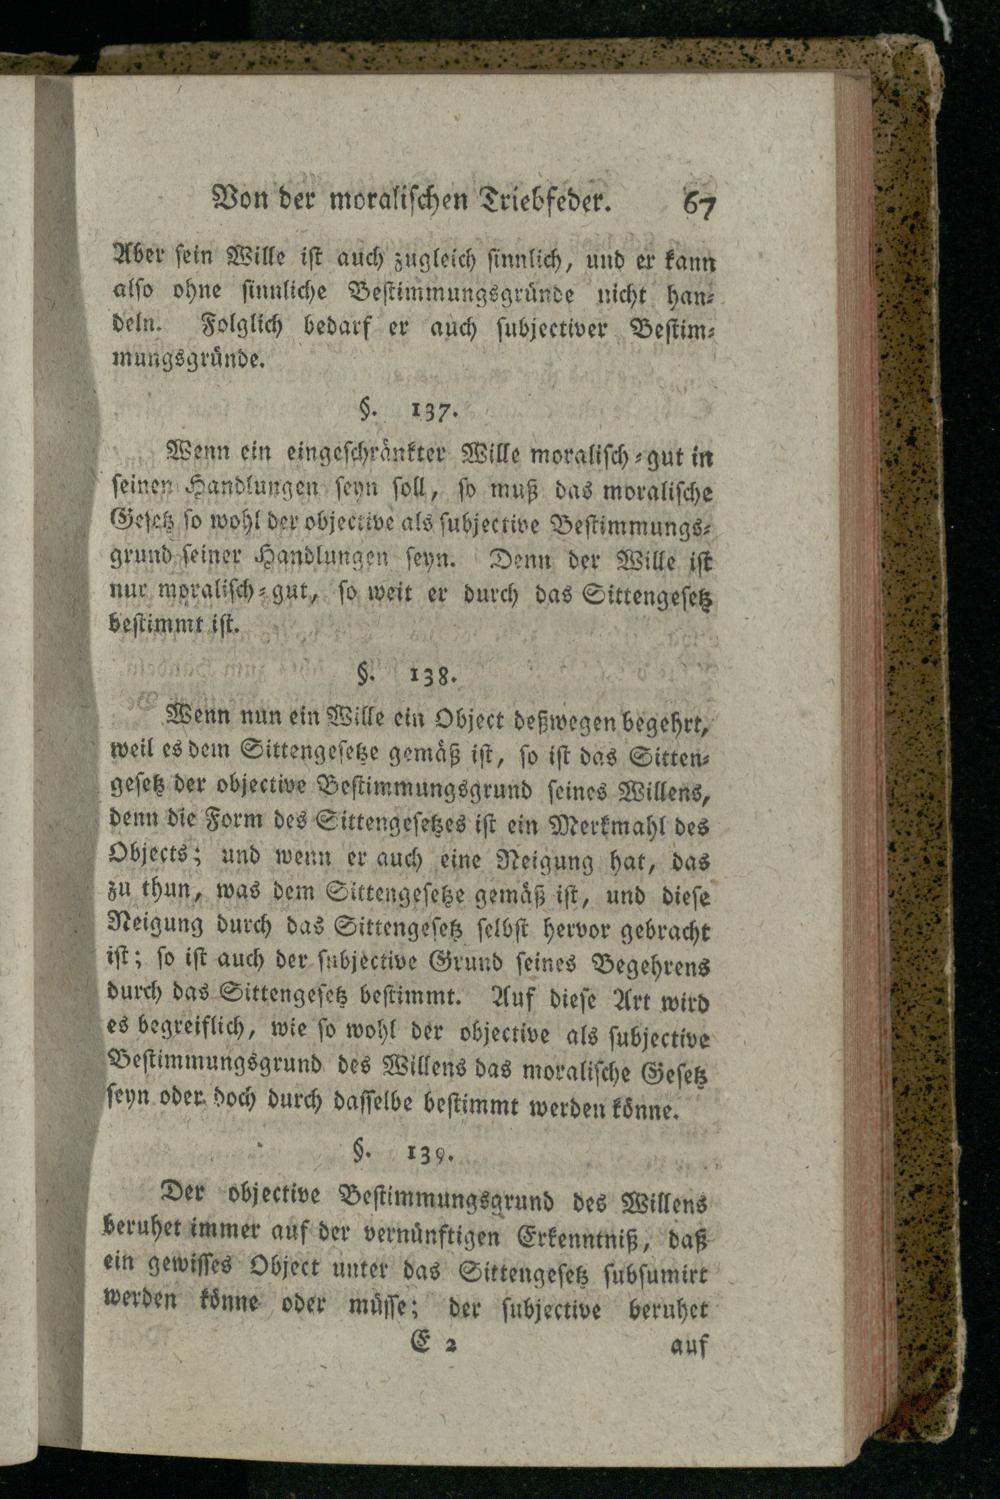 Von der moralischen Triebfeder. 67
Aber sein Wille ist auch zugleich sinnlich, und er kann
also ohne sinnliche Bestimmungsgründe nicht han-
deln. Folglich bedarf er auch subjectiver Bestim-
mungsgründe.
§. 137.
Wenn ein eingeschränkter Wille moralisch-gut in
seinen Handlungen seyn soll, so muß das moralische
Gesetz so wohl der objective als subjective Bestimmungs-
grund seiner Handlungen seyn. Denn der Wille ist
nur moralisch-gut, so weit er durch das Sittengesetz
bestimmt ist.
§. 138.
Wenn nun ein Wille ein Object deßwegen begehrt,
weil es dem Sittengesetze gemäß ist, so ist das Sitten-
gesetz der objective Bestimmungsgrund seines Willens,
denn die Form des Sittengesetzes ist ein Merkmahl des
Objects; und wenn er auch eine Neigung hat, das
zu thun, was dem Sittengesetze gemäß ist, und diese
Neigung durch das Sittengesetz selbst hervor gebracht
ist; so ist auch der subjective Grund seines Begehrens
durch das Sittengesetz bestimmt. Auf diese Art wird
es begreiflich, wie so wohl der objective als subjective
Bestimmungsgrund des Willens das moralische Gesetz
seyn oder doch durch dasselbe bestimmt werden könne.
§. 139.
Der objective Bestimmungsgrund des Willens
beruhet immer auf der vernünftigen Erkenntniß, daß
ein gewisses Object unter das Sittengesetz subsumirt
werden könne oder müsse; der subjective beruhet
E 2 auf